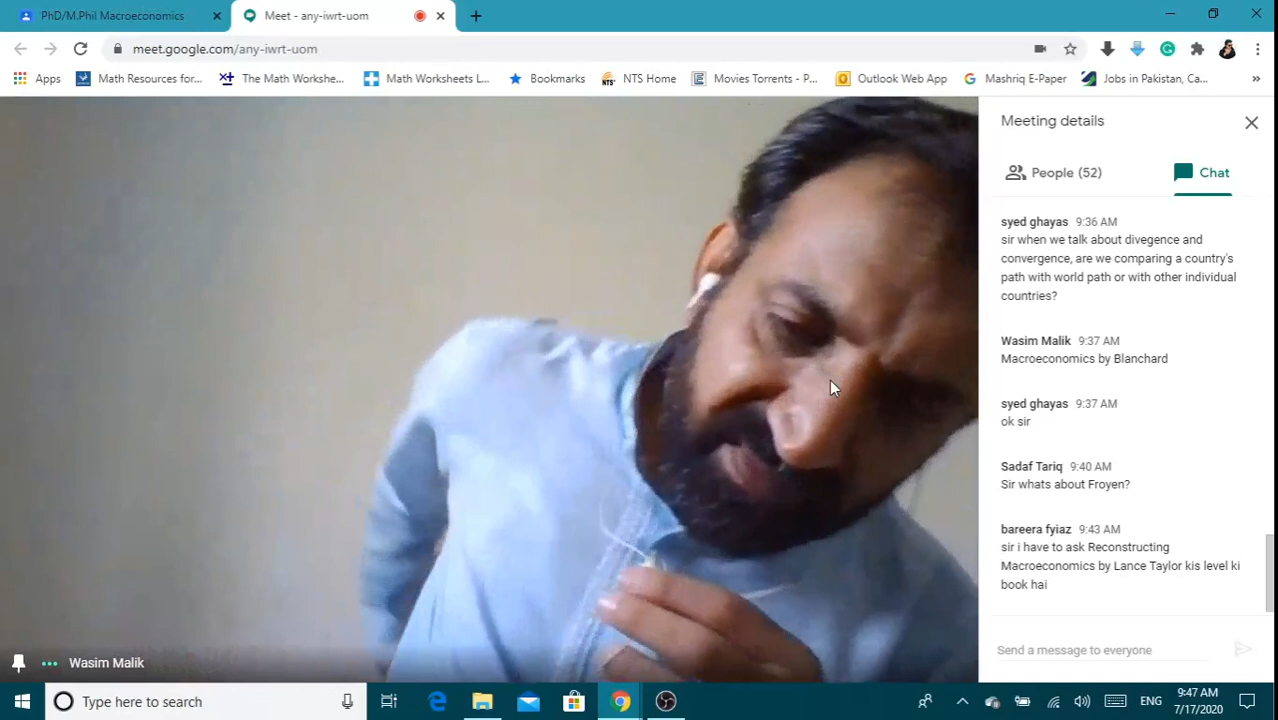 PhD/M.Phil Macroeconomics
Meet - any-iwrt-uom
meet.google.com/any-iwrt-uom
Apps
Math Resources for...
The Math Workshe...
Math Worksheets L...
Bookmarks
NTS Home
Movies Torrents - P...
Outlook Web App
Mashriq E-Paper
Jobs in Pakistan, Ca...
Meeting details
People (52)
Chat
syed ghayas 9:36 AM
sir when we talk about divegence and
convergence, are we comparing a country's
path with world path or with other individual
countries?
Wasim Malik 9:37 AM
Macroeconomics by Blanchard
syed ghayas 9:37 AM
ok sir
Sadaf Tariq 9:40 AM
Sir whats about Froyen?
bareera fyiaz 9:43 AM
sir i have to ask Reconstructing
Macroeconomics by Lance Taylor kis level ki
book hai
Send a message to everyone
Wasim Malik
Type here to search
ENG
9:47 AM
7/17/2020